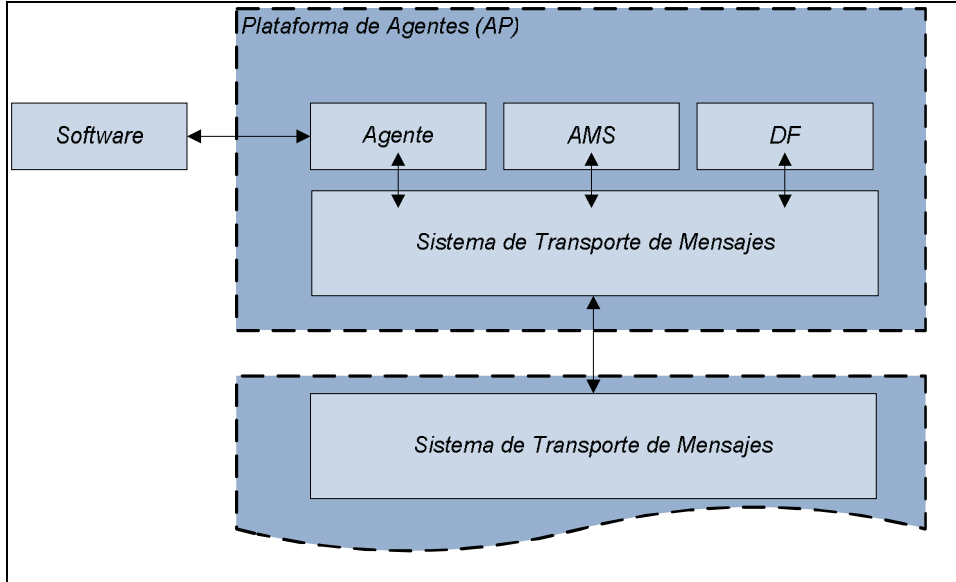 Plataforma de Agentes (AP)
Software
Agente
AMS
DF
Sistema de Transporte de Mensajes
Sistema de Transporte de Mensajes